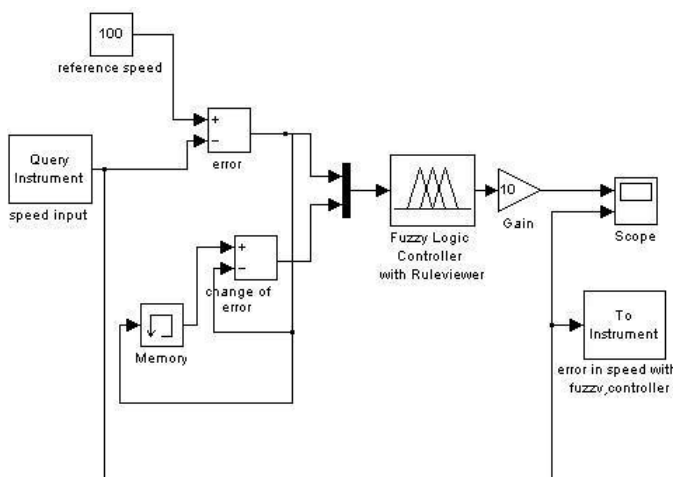 100
reference speed
+
−
error
Query
Instrument
speed input
+
−
change of
error
Memory
Fuzzy Logic
Controller
with Ruleviewer
10
Gain
Scope
To
Instrument
error in speed with
fuzzy,controller